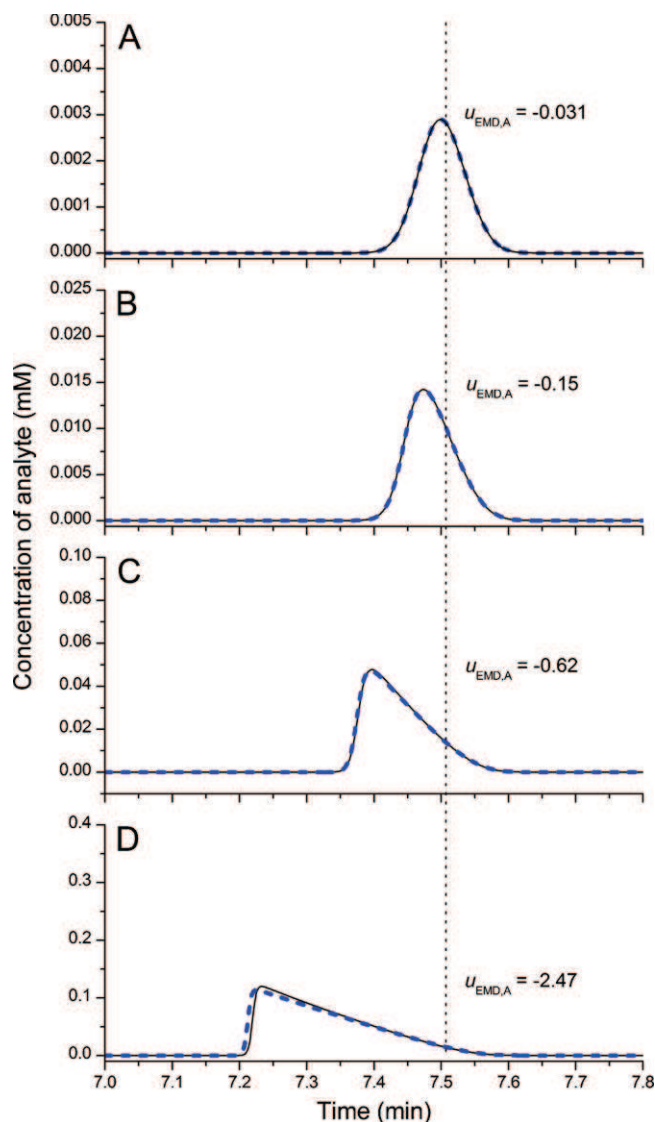 A
0.005
0.004
0.003
0.002
0.001
0.000
uEMD,A = -0.031
B
0.025
0.020
0.015
0.010
0.005
0.000
uEMD,A = -0.15
Concentration of analyte (mM)
C
0.10
0.08
0.06
0.04
0.02
0.00
uEMD,A = -0.62
D
0.4
0.3
0.2
0.1
0.0
uEMD,A = -2.47
7.0 7.1 7.2 7.3 7.4 7.5 7.6 7.7 7.8
Time (min)